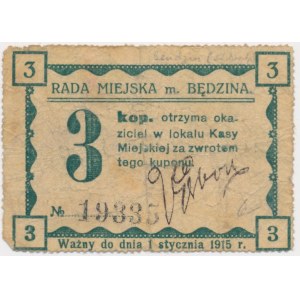 3 3
RADA MIEJSKA m. BĘDZINA.
3 kop. otrzyma oka-
ziciel w lokalu Kasy
Miejskiej za zwrotem
tego kuponu.
№ 19335
3 3
Ważny do dnia 1 stycznia 1915 r.